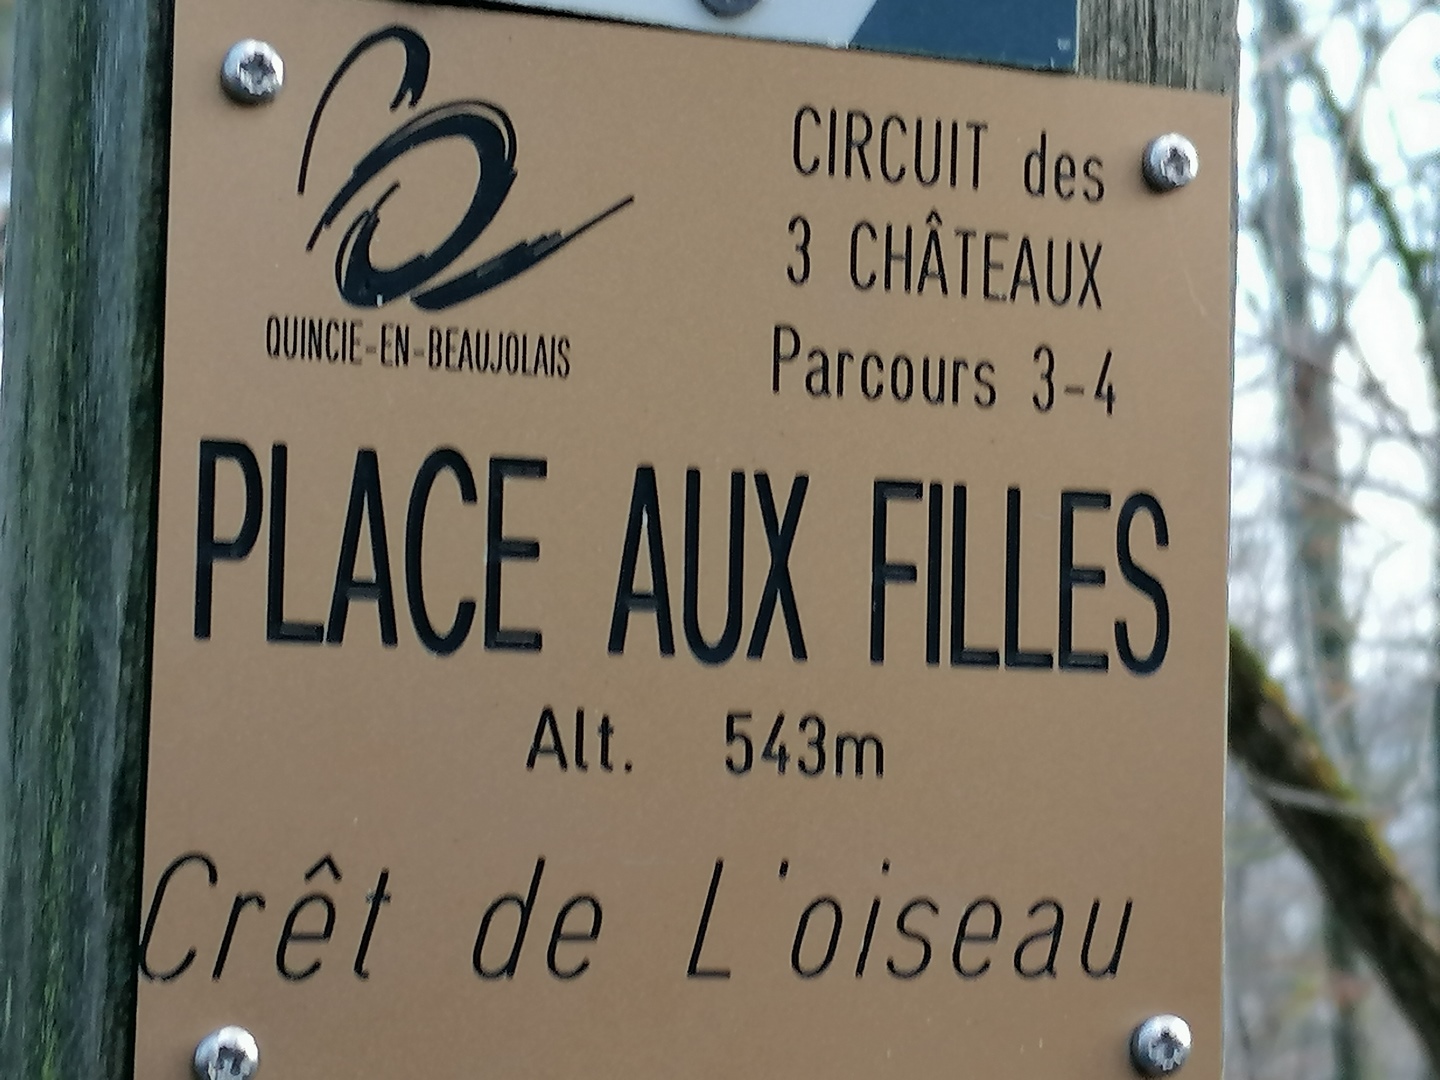 QUINCIE-EN-BEAUJOLAIS
CIRCUIT des
3 CHÂTEAUX
Parcours 3-4
PLACE AUX FILLES
Alt. 543m
Crêt de L'oiseau